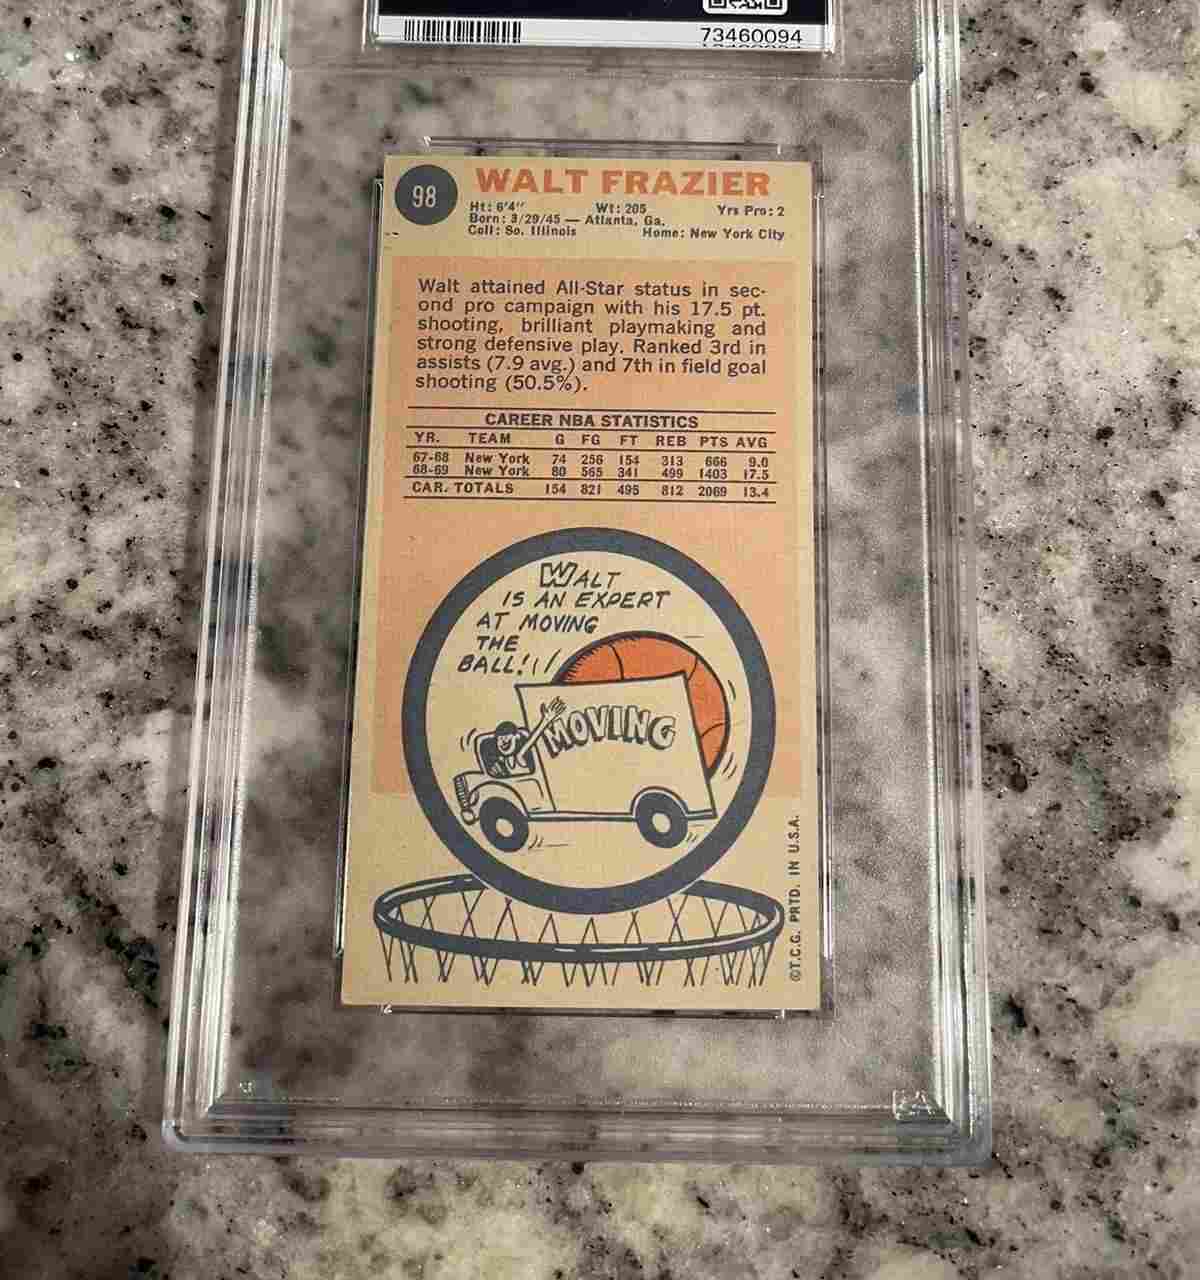 73460094
98
WALT FRAZIER
Ht: 6'4" Wt: 205 Yrs Pro: 2
Born: 3/29/45 — Atlanta, Ga.
Coll: So. Illinois Home: New York City
Walt attained All-Star status in sec-
ond pro campaign with his 17.5 pt.
shooting, brilliant playmaking and
strong defensive play. Ranked 3rd in
assists (7.9 avg.) and 7th in field goal
shooting (50.5%).
CAREER NBA STATISTICS
YR. TEAM G FG FT REB PTS AVG
67-68 New York 74 256 154 313 666 9.0
68-69 New York 80 565 341 499 1403 17.5
CAR. TOTALS 154 821 495 812 2069 13.4
WALT
IS AN EXPERT
AT MOVING
THE
BALL!
MOVING
©T.C.G. PRTD. IN U.S.A.